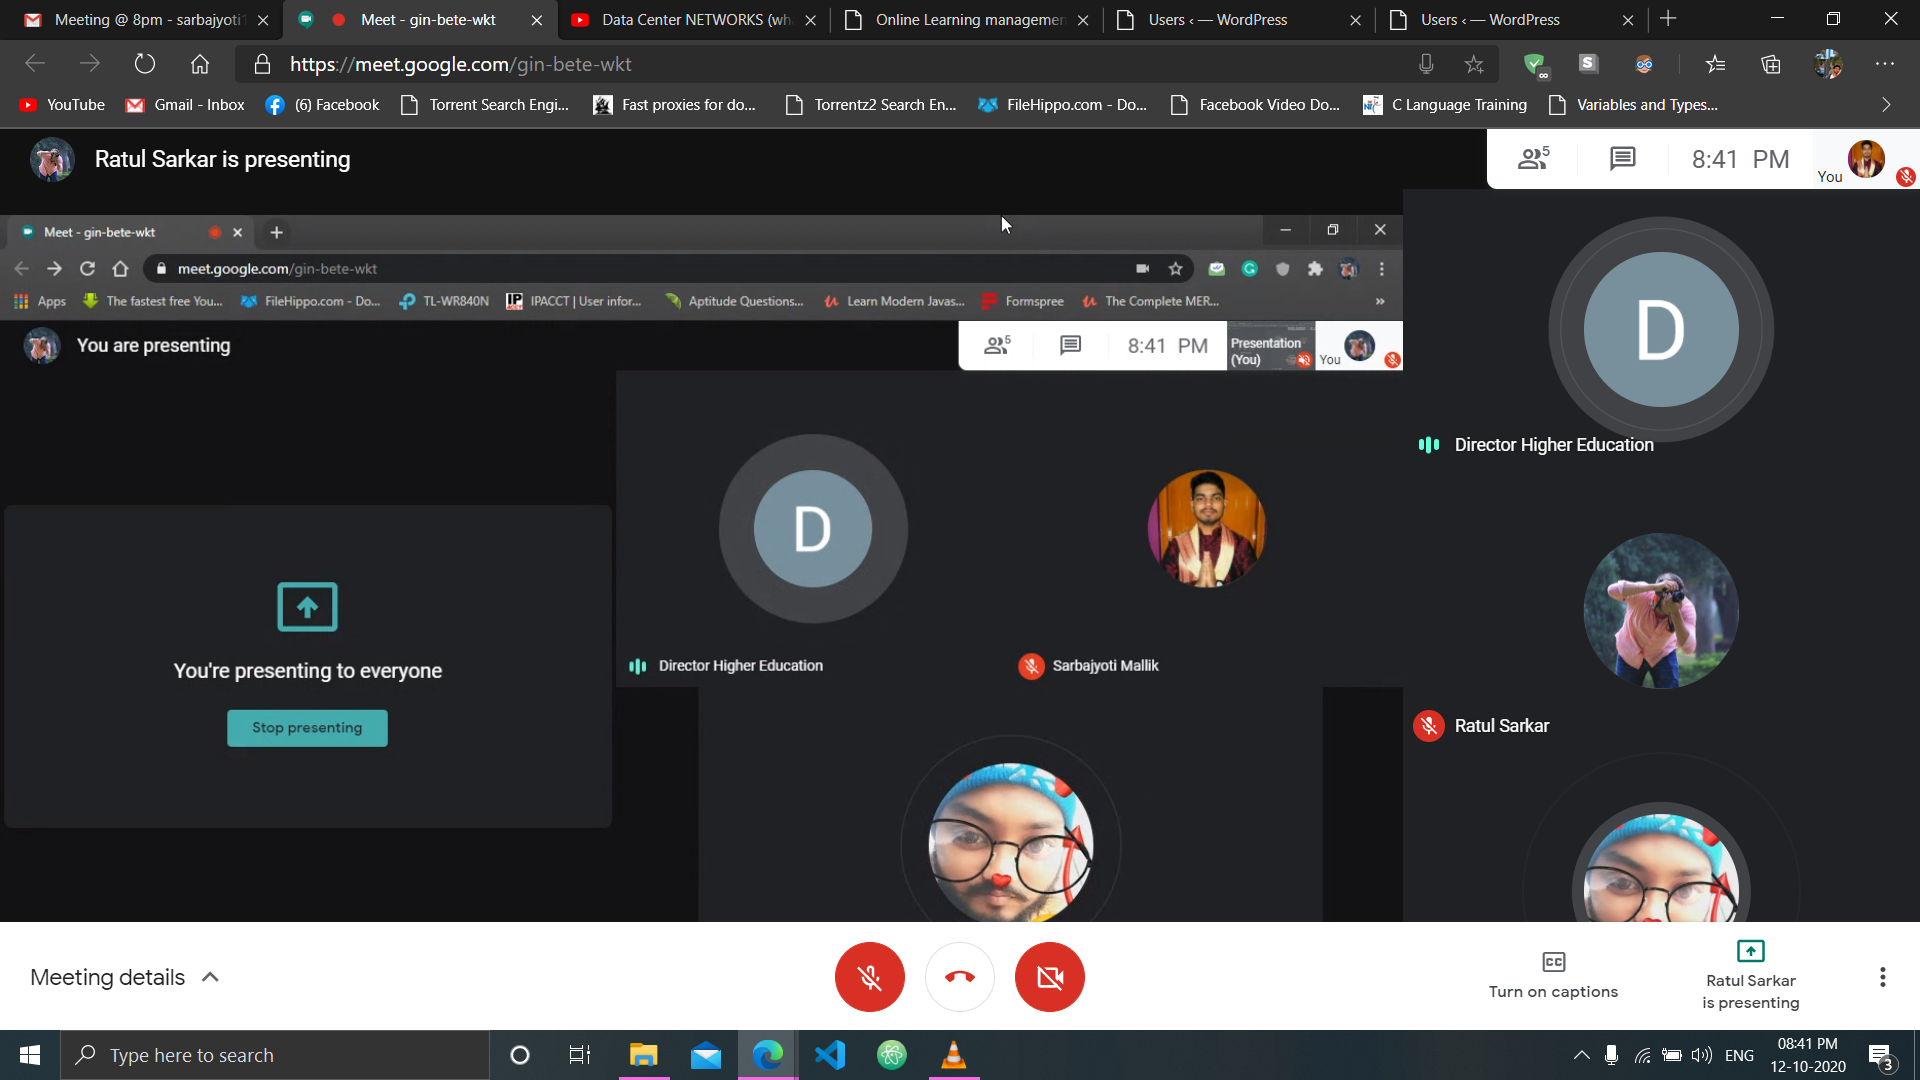 Meeting @ 8pm - sarbajyoti1
Meet - gin-bete-wkt
Data Center NETWORKS (wh
Online Learning managemen
Users ‹ — WordPress
Users ‹ — WordPress
https://meet.google.com/gin-bete-wkt
YouTube
Gmail - Inbox
(6) Facebook
Torrent Search Engi...
Fast proxies for do...
Torrentz2 Search En...
FileHippo.com - Do...
Facebook Video Do...
C Language Training
Variables and Types...
Ratul Sarkar is presenting
5
8:41 PM
You
Meet - gin-bete-wkt
meet.google.com/gin-bete-wkt
Apps
The fastest free You...
FileHippo.com - Do...
TL-WR840N
IPACCT | User infor...
Aptitude Questions...
Learn Modern Javas...
Formspree
The Complete MER...
»
You are presenting
5
8:41 PM
Presentation
(You)
You
D
Director Higher Education
D
You're presenting to everyone
Stop presenting
Director Higher Education
Sarbajyoti Mallik
Ratul Sarkar
Meeting details
CC
Turn on captions
Ratul Sarkar
is presenting
Type here to search
ENG
08:41 PM
12-10-2020
3